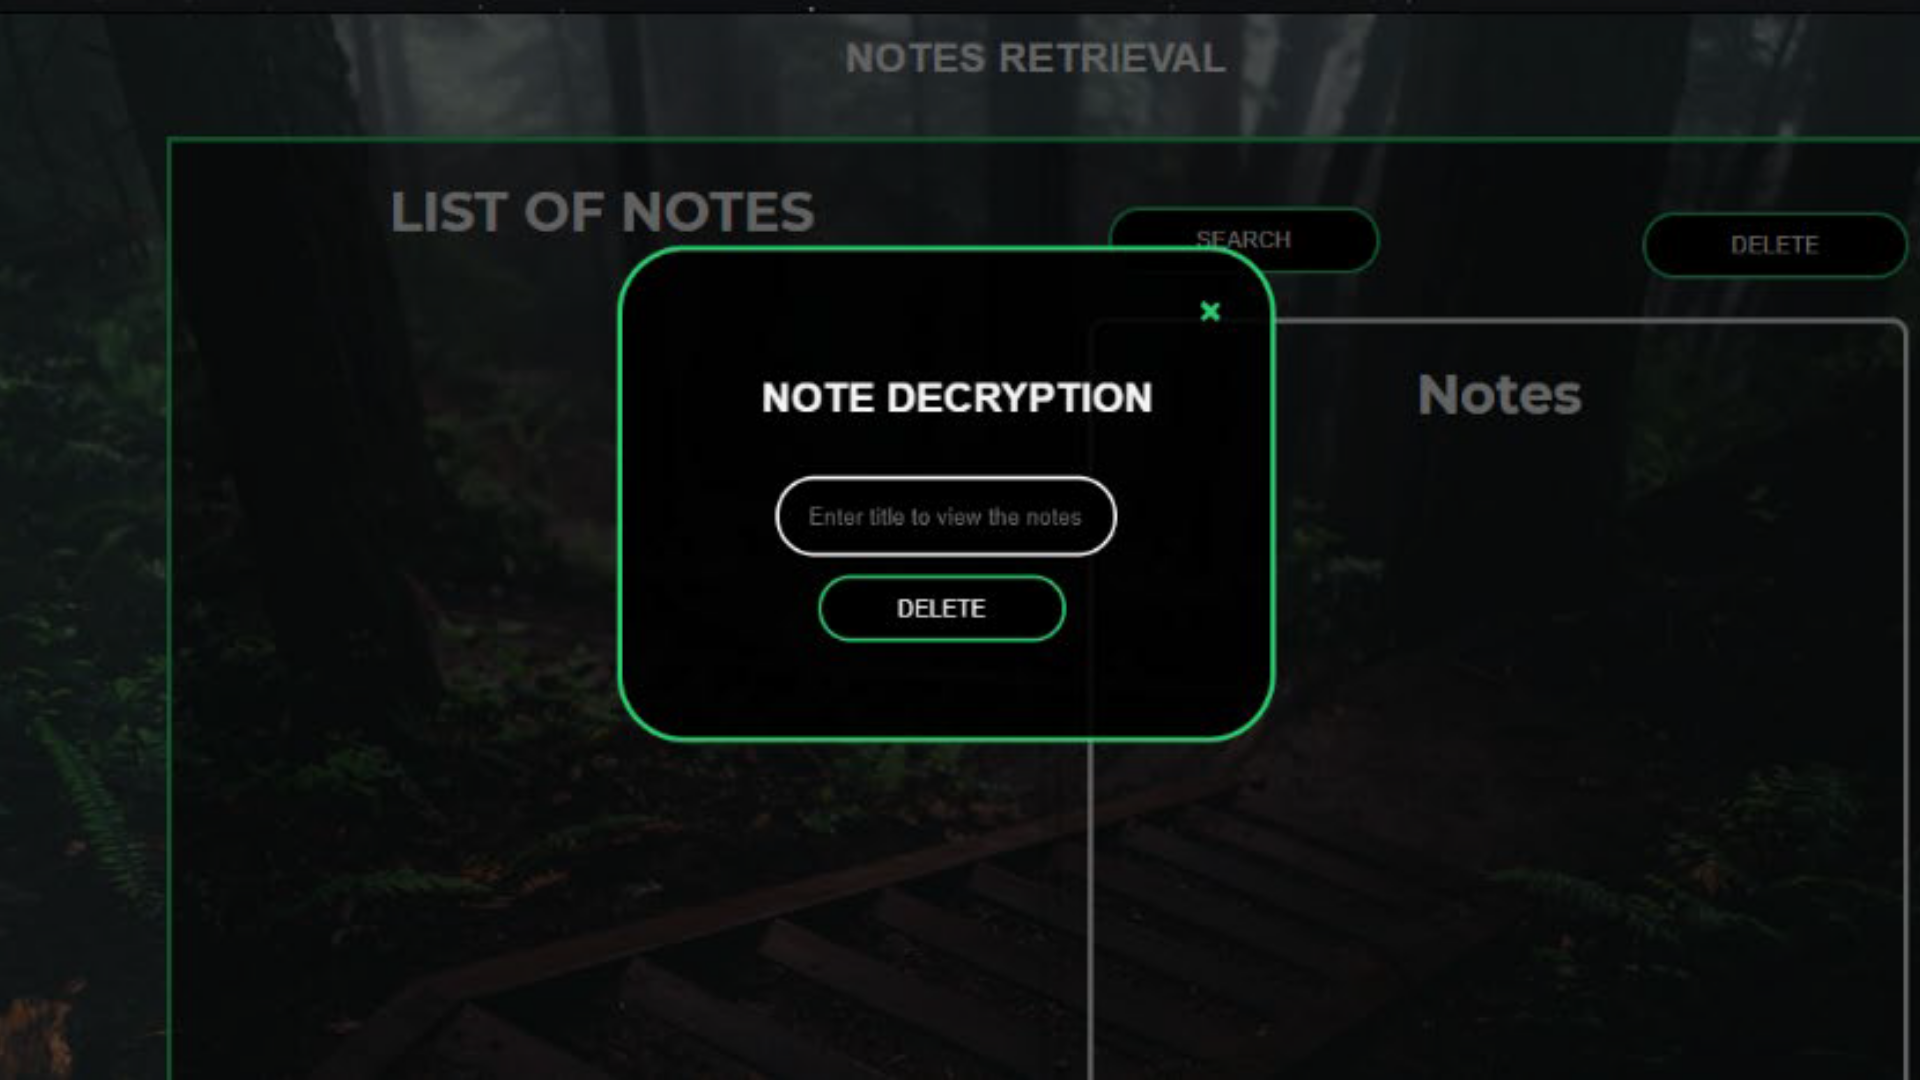 NOTES RETRIEVAL
LIST OF NOTES
SEARCH
DELETE
NOTE DECRYPTION
Notes
Enter title to view the notes
DELETE